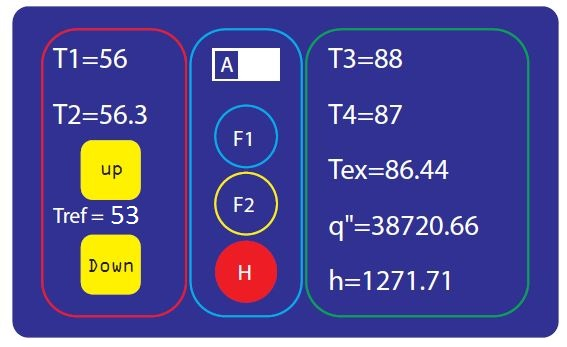 T1=56
T2=56.3
up
Tref = 53
Down
A
F1
F2
H
T3=88
T4=87
Tex=86.44
q"=38720.66
h=1271.71